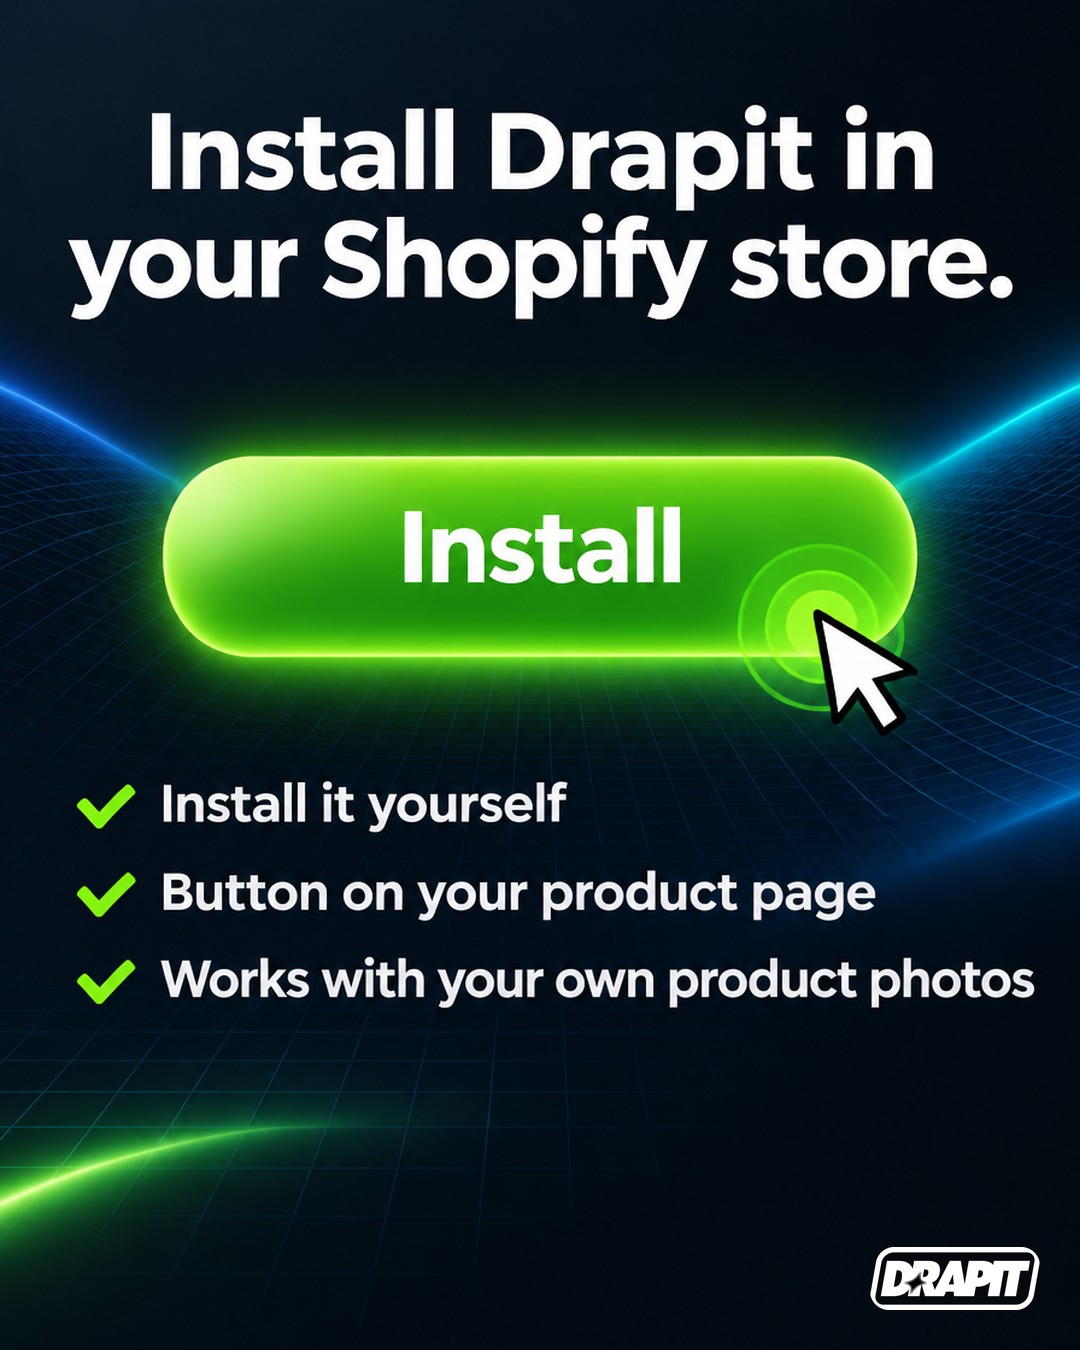 Install Drapit in
your Shopify store.
Install
Install it yourself
Button on your product page
Works with your own product photos
DRAPIT